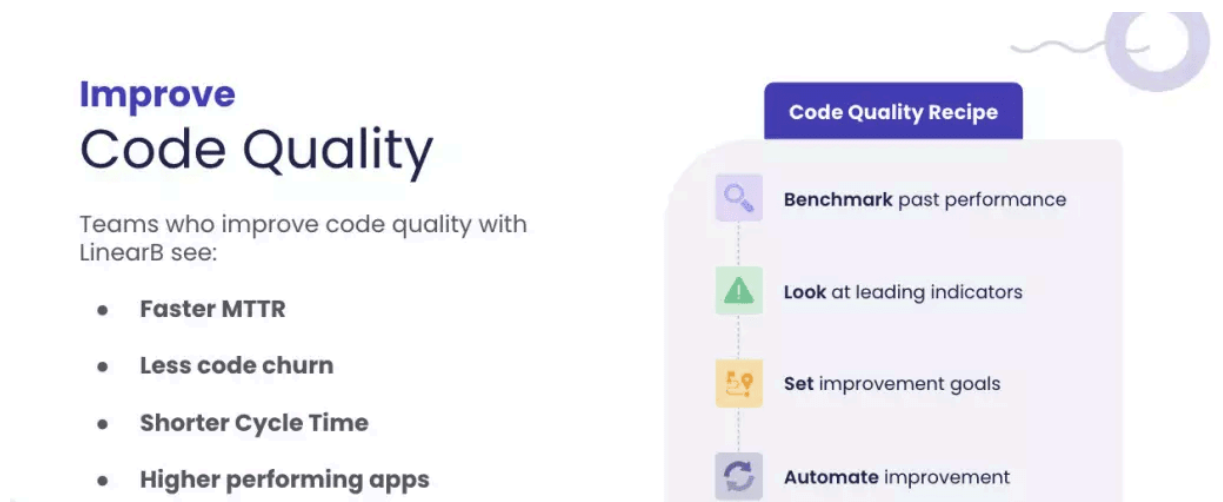 Improve
Code Quality
Teams who improve code quality with
LinearB see:
● Faster MTTR
● Less code churn
● Shorter Cycle Time
● Higher performing apps
Code Quality Recipe
Benchmark past performance
Look at leading indicators
Set improvement goals
Automate improvement